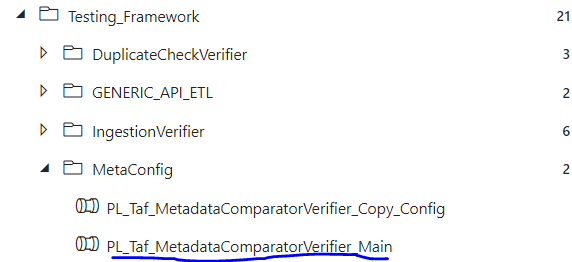 Testing_Framework 21
DuplicateCheckVerifier 3
GENERIC_API_ETL 2
IngestionVerifier 6
MetaConfig 2
PL_Taf_MetadataComparatorVerifier_Copy_Config
PL_Taf_MetadataComparatorVerifier_Main